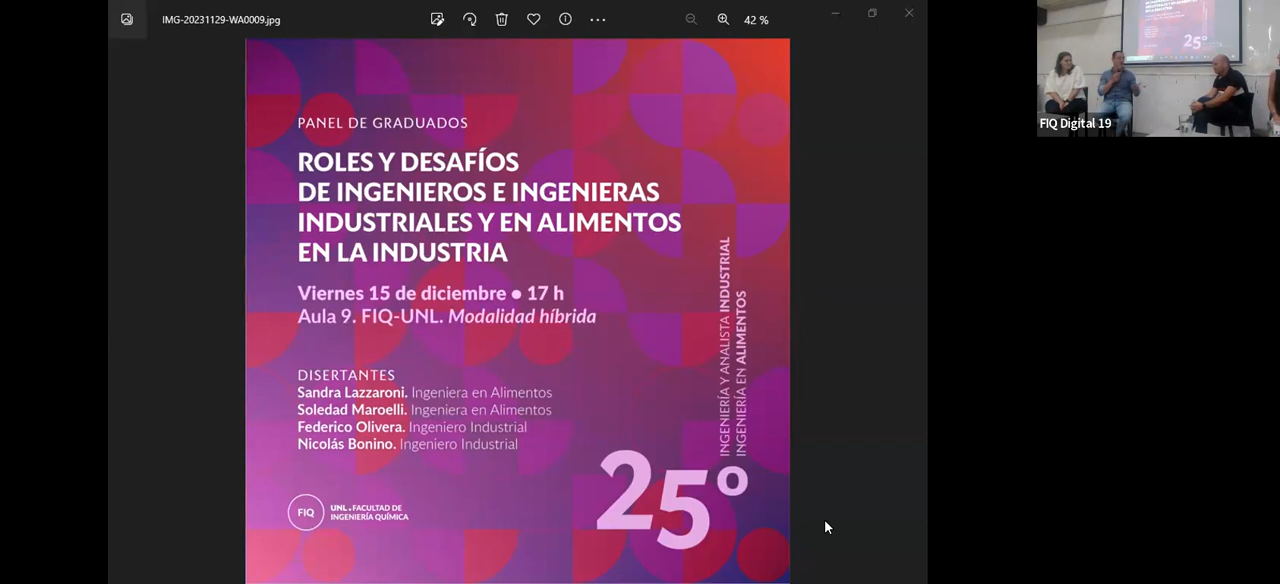 IMG-20231129-WA0009.jpg
42 %
PANEL DE GRADUADOS
ROLES Y DESAFÍOS
DE INGENIEROS E INGENIERAS
INDUSTRIALES Y EN ALIMENTOS
EN LA INDUSTRIA
Viernes 15 de diciembre • 17 h
Aula 9. FIQ-UNL. Modalidad híbrida
DISERTANTES
Sandra Lazzaroni. Ingeniera en Alimentos
Soledad Maroelli. Ingeniera en Alimentos
Federico Olivera. Ingeniero Industrial
Nicolás Bonino. Ingeniero Industrial
INGENIERÍA Y ANALISTA INDUSTRIAL
INGENIERÍA EN ALIMENTOS
25º
FIQ
UNL • FACULTAD DE
INGENIERÍA QUÍMICA
25º
FIQ Digital 19